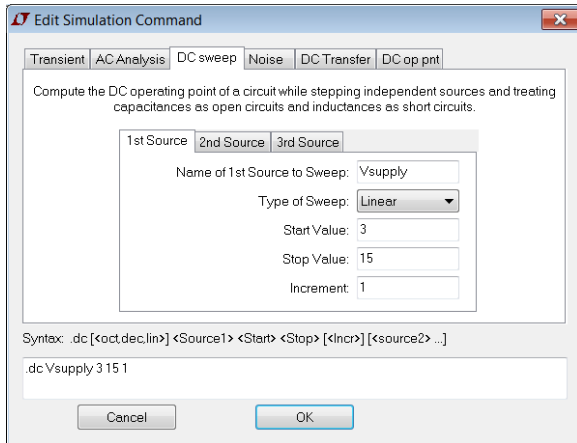 Edit Simulation Command
Transient AC Analysis DC sweep Noise DC Transfer DC op pnt
Compute the DC operating point of a circuit while stepping independent sources and treating
capacitances as open circuits and inductances as short circuits.
1st Source 2nd Source 3rd Source
Name of 1st Source to Sweep: Vsupply
Type of Sweep: Linear
Start Value: 3
Stop Value: 15
Increment: 1
Syntax: .dc [<oct,dec,lin>] <Source1> <Start> <Stop> [<Incr>] [<source2> ...]
.dc Vsupply 3 15 1
Cancel OK